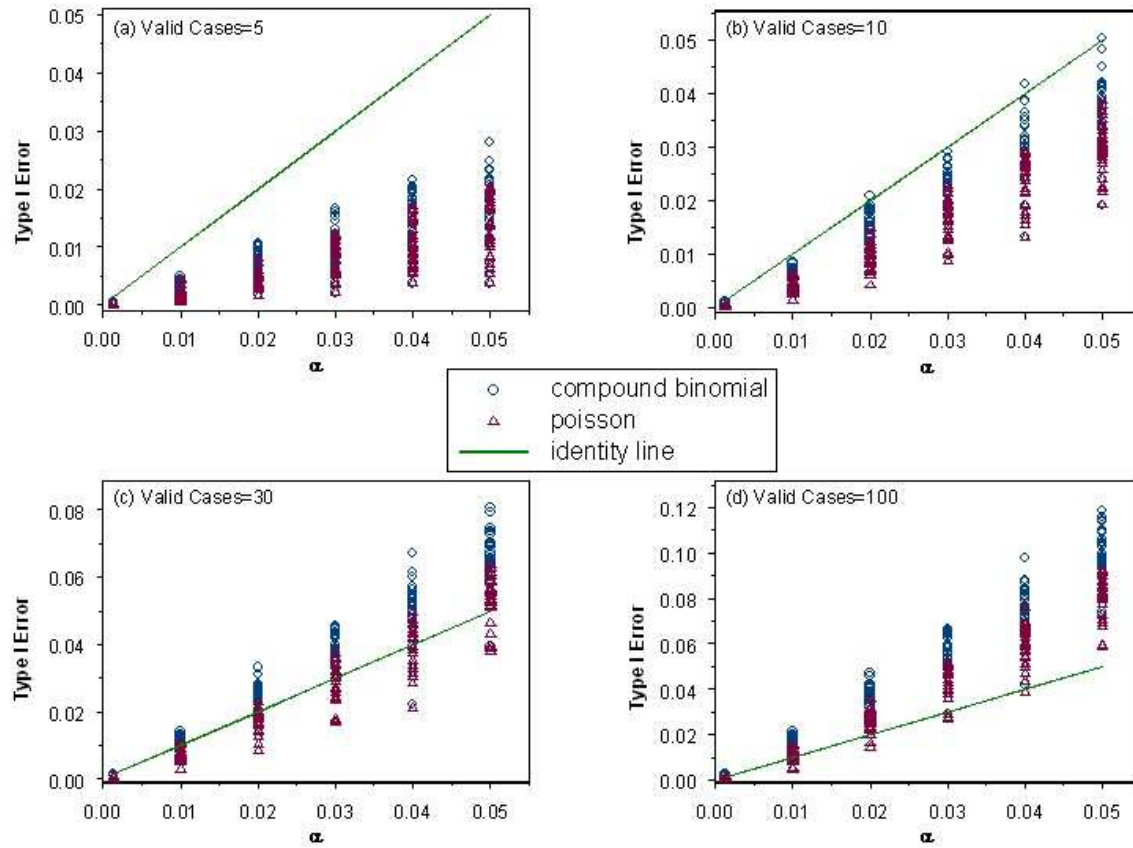 (a) Valid Cases=5
0.05
0.04
0.03
0.02
0.01
0.00
Type I Error
0.00 0.01 0.02 0.03 0.04 0.05
α
(b) Valid Cases=10
0.05
0.04
0.03
0.02
0.01
0.00
Type I Error
0.00 0.01 0.02 0.03 0.04 0.05
α
compound binomial
poisson
identity line
(c) Valid Cases=30
0.08
0.06
0.04
0.02
0.00
Type I Error
0.00 0.01 0.02 0.03 0.04 0.05
α
(d) Valid Cases=100
0.12
0.10
0.08
0.06
0.04
0.02
0.00
Type I Error
0.00 0.01 0.02 0.03 0.04 0.05
α